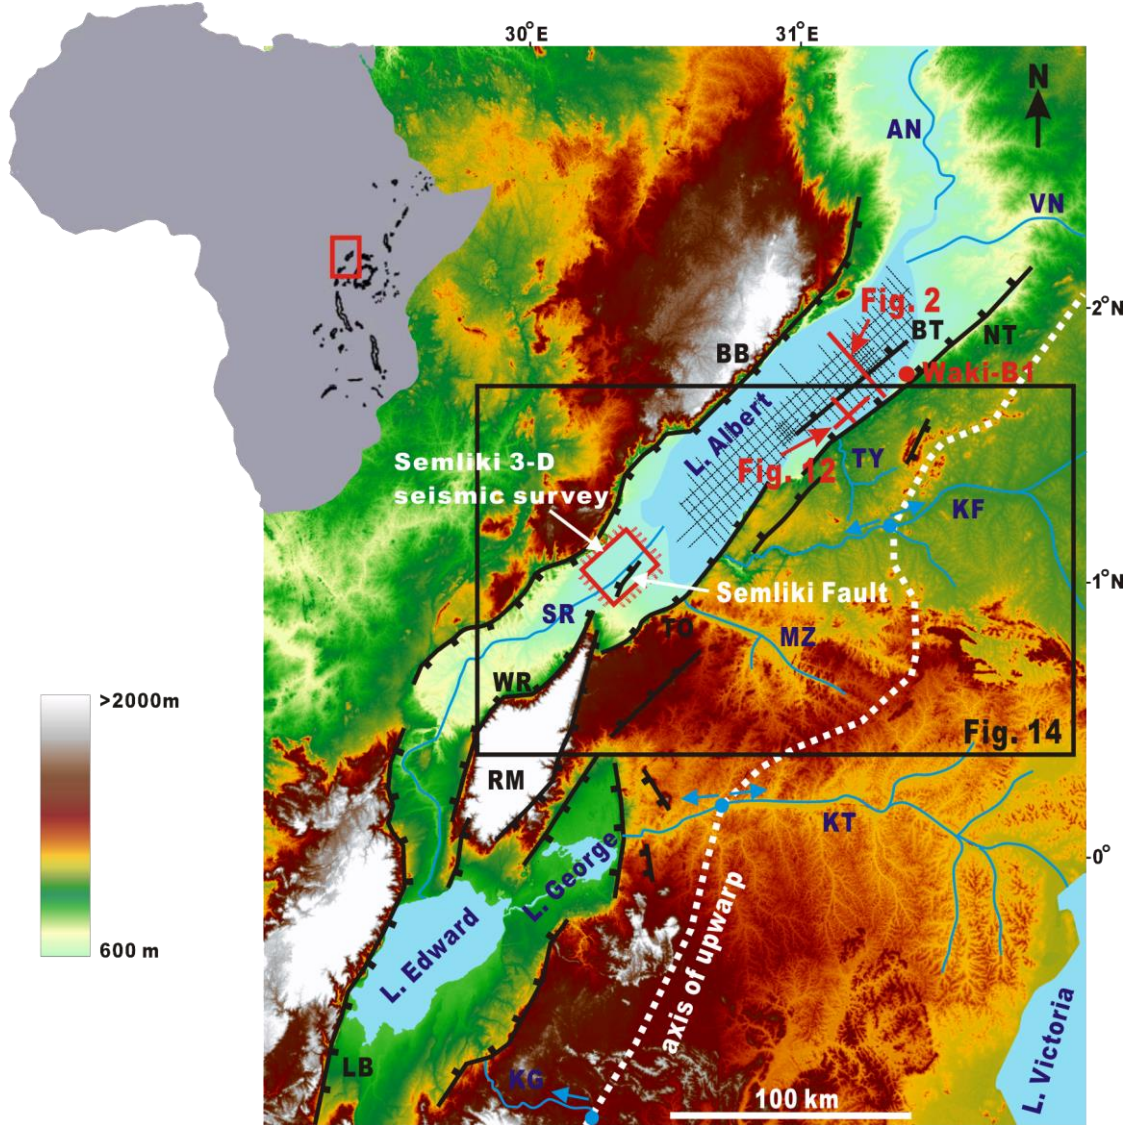 30°E
31°E
N
AN
VN
Fig. 2
2°N
BT
NT
BB
Waki-B1
L. Albert
Semliki 3-D
seismic survey
Fig. 12
TY
KF
1°N
Semliki Fault
SR
TO
MZ
WR
>2000m
Fig. 14
RM
KT
0°
L. George
600 m
L. Edward
axis of upwarp
L. Victoria
LB
KG
100 km